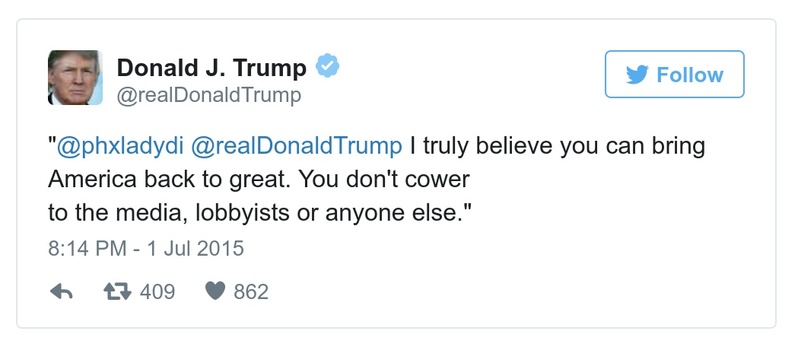 Donald J. Trump
@realDonaldTrump
Follow
"@phxladydi @realDonaldTrump I truly believe you can bring
America back to great. You don't cower
to the media, lobbyists or anyone else."
8:14 PM - 1 Jul 2015
409 862